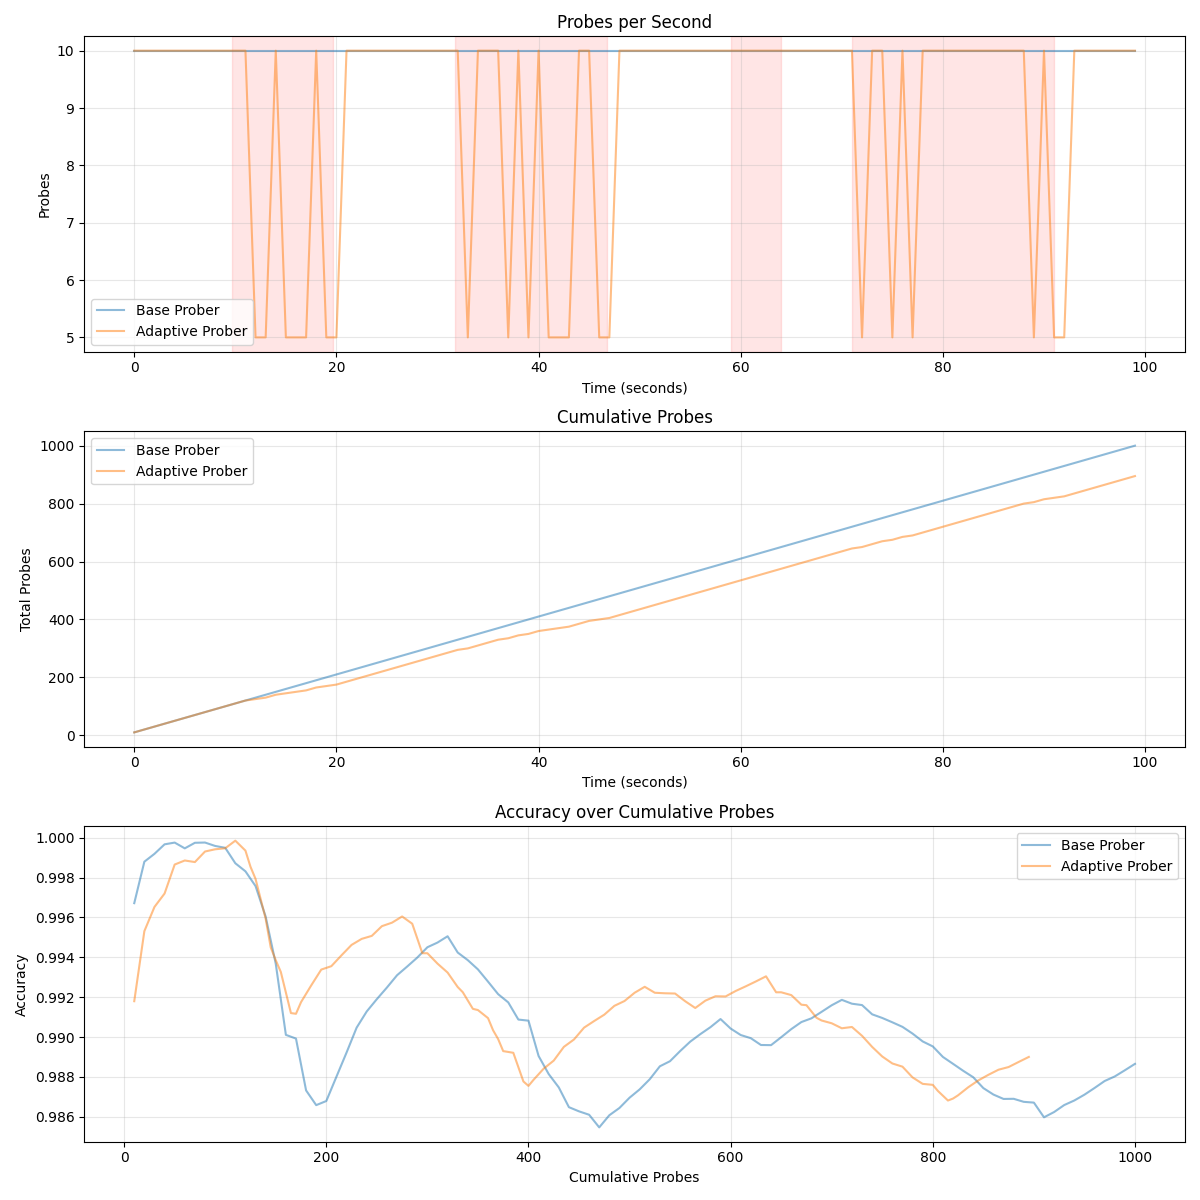 Probes per Second
10
9
8
7
6
5
Probes
Base Prober
Adaptive Prober
0 20 40 60 80 100
Time (seconds)
Cumulative Probes
1000
800
600
400
200
0
Total Probes
Base Prober
Adaptive Prober
0 20 40 60 80 100
Time (seconds)
Accuracy over Cumulative Probes
1.000
0.998
0.996
0.994
0.992
0.990
0.988
0.986
Accuracy
Base Prober
Adaptive Prober
0 200 400 600 800 1000
Cumulative Probes